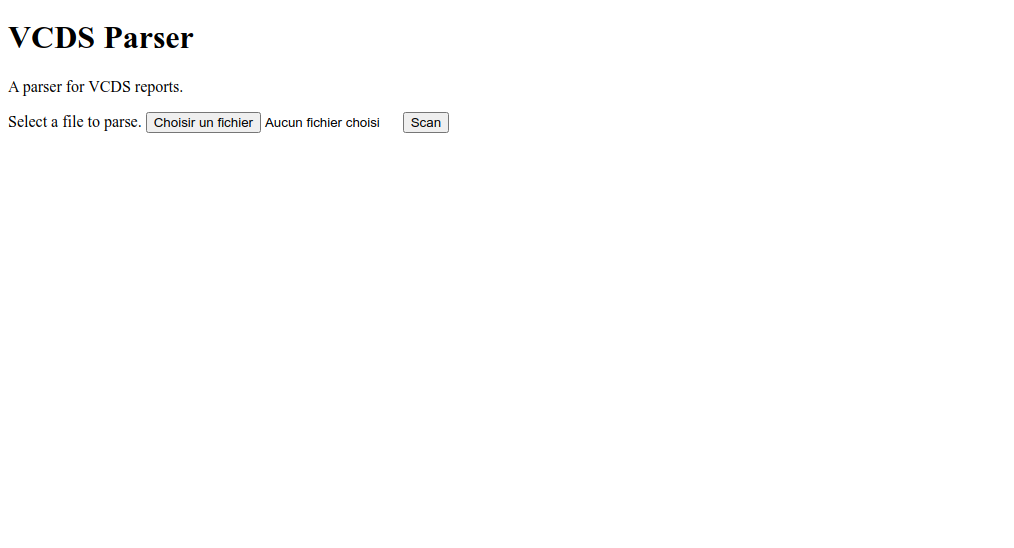 VCDS Parser
A parser for VCDS reports.
Select a file to parse. Choisir un fichier Aucun fichier choisi Scan